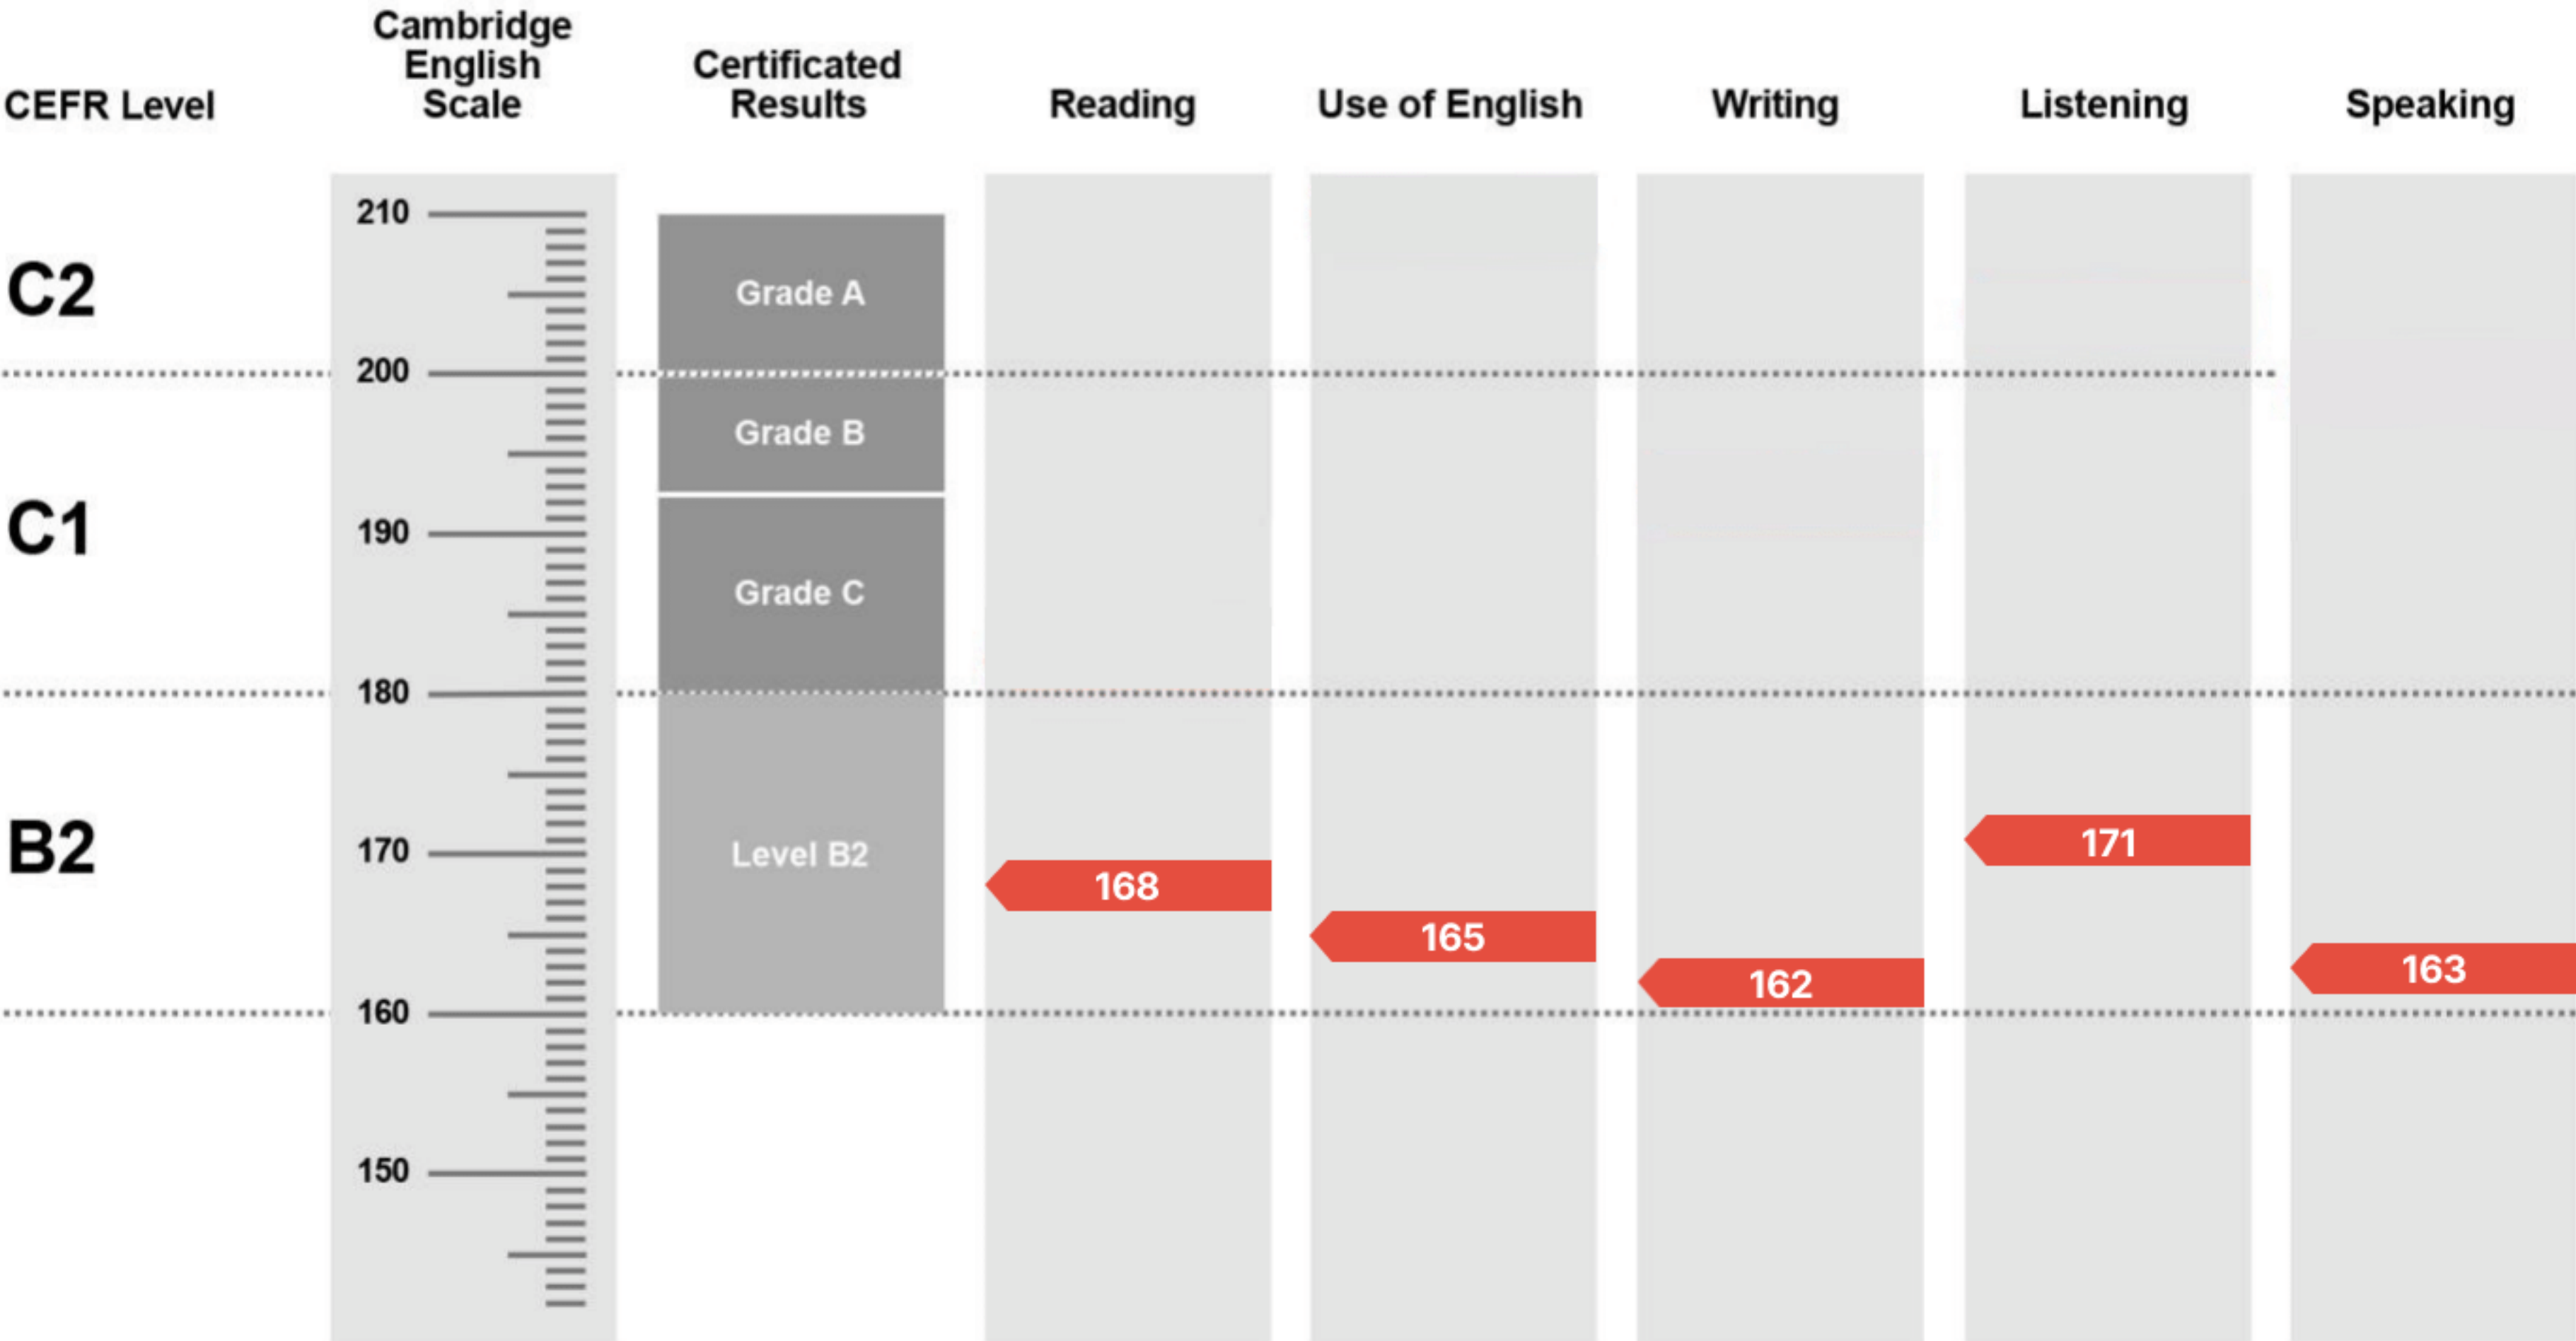 Cambridge
English
Scale
Certificated
Results
CEFR Level
Reading
Use of English
Writing
Listening
Speaking
210
C2
Grade A
200
Grade B
C1
190
Grade C
180
B2
170
Level B2
171
168
165
163
162
160
150